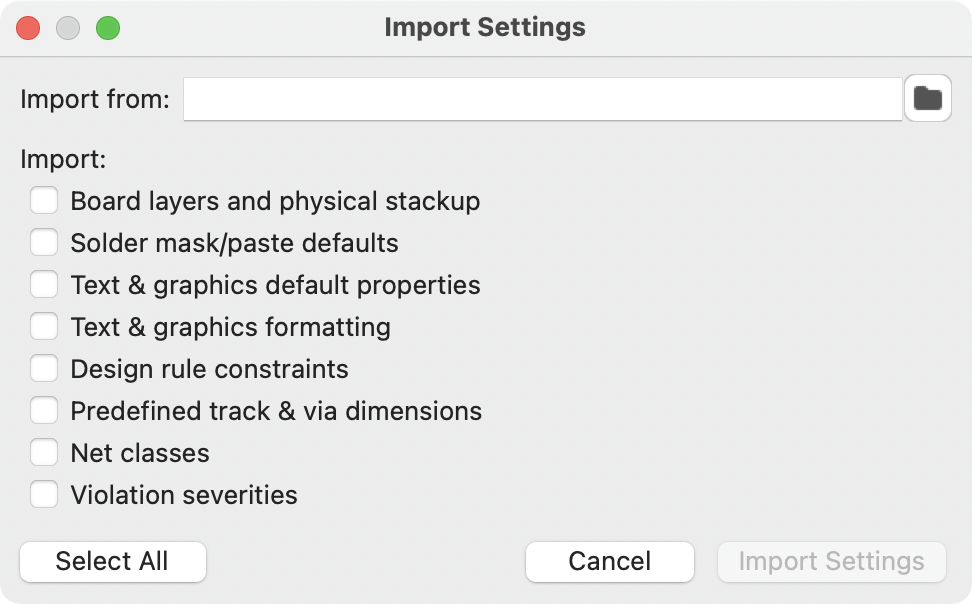 Import Settings
Import from:
Import:
Board layers and physical stackup
Solder mask/paste defaults
Text & graphics default properties
Text & graphics formatting
Design rule constraints
Predefined track & via dimensions
Net classes
Violation severities
Select All Cancel Import Settings